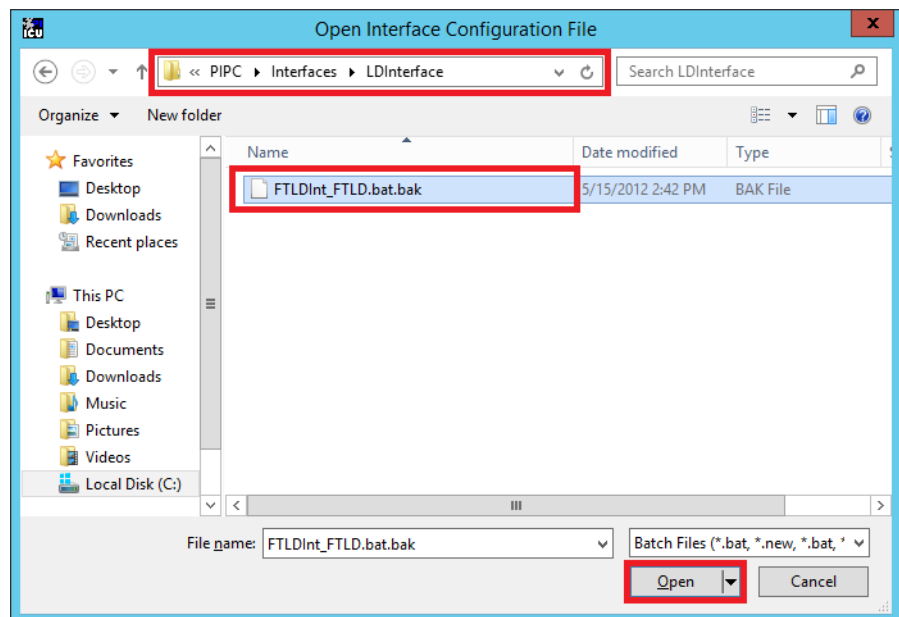 ICU
Open Interface Configuration File
x
« PIPC Interfaces LDInterface
Search LDInterface
Organize New folder
Name Date modified Type
Favorites
Desktop
Downloads
Recent places
FTLDInt_FTLD.bat.bak 5/15/2012 2:42 PM BAK File
This PC
Desktop
Documents
Downloads
Music
Pictures
Videos
Local Disk (C:)
File name: FTLDInt_FTLD.bat.bak
Batch Files (*.bat, *.new, *.bat, *
Open Cancel